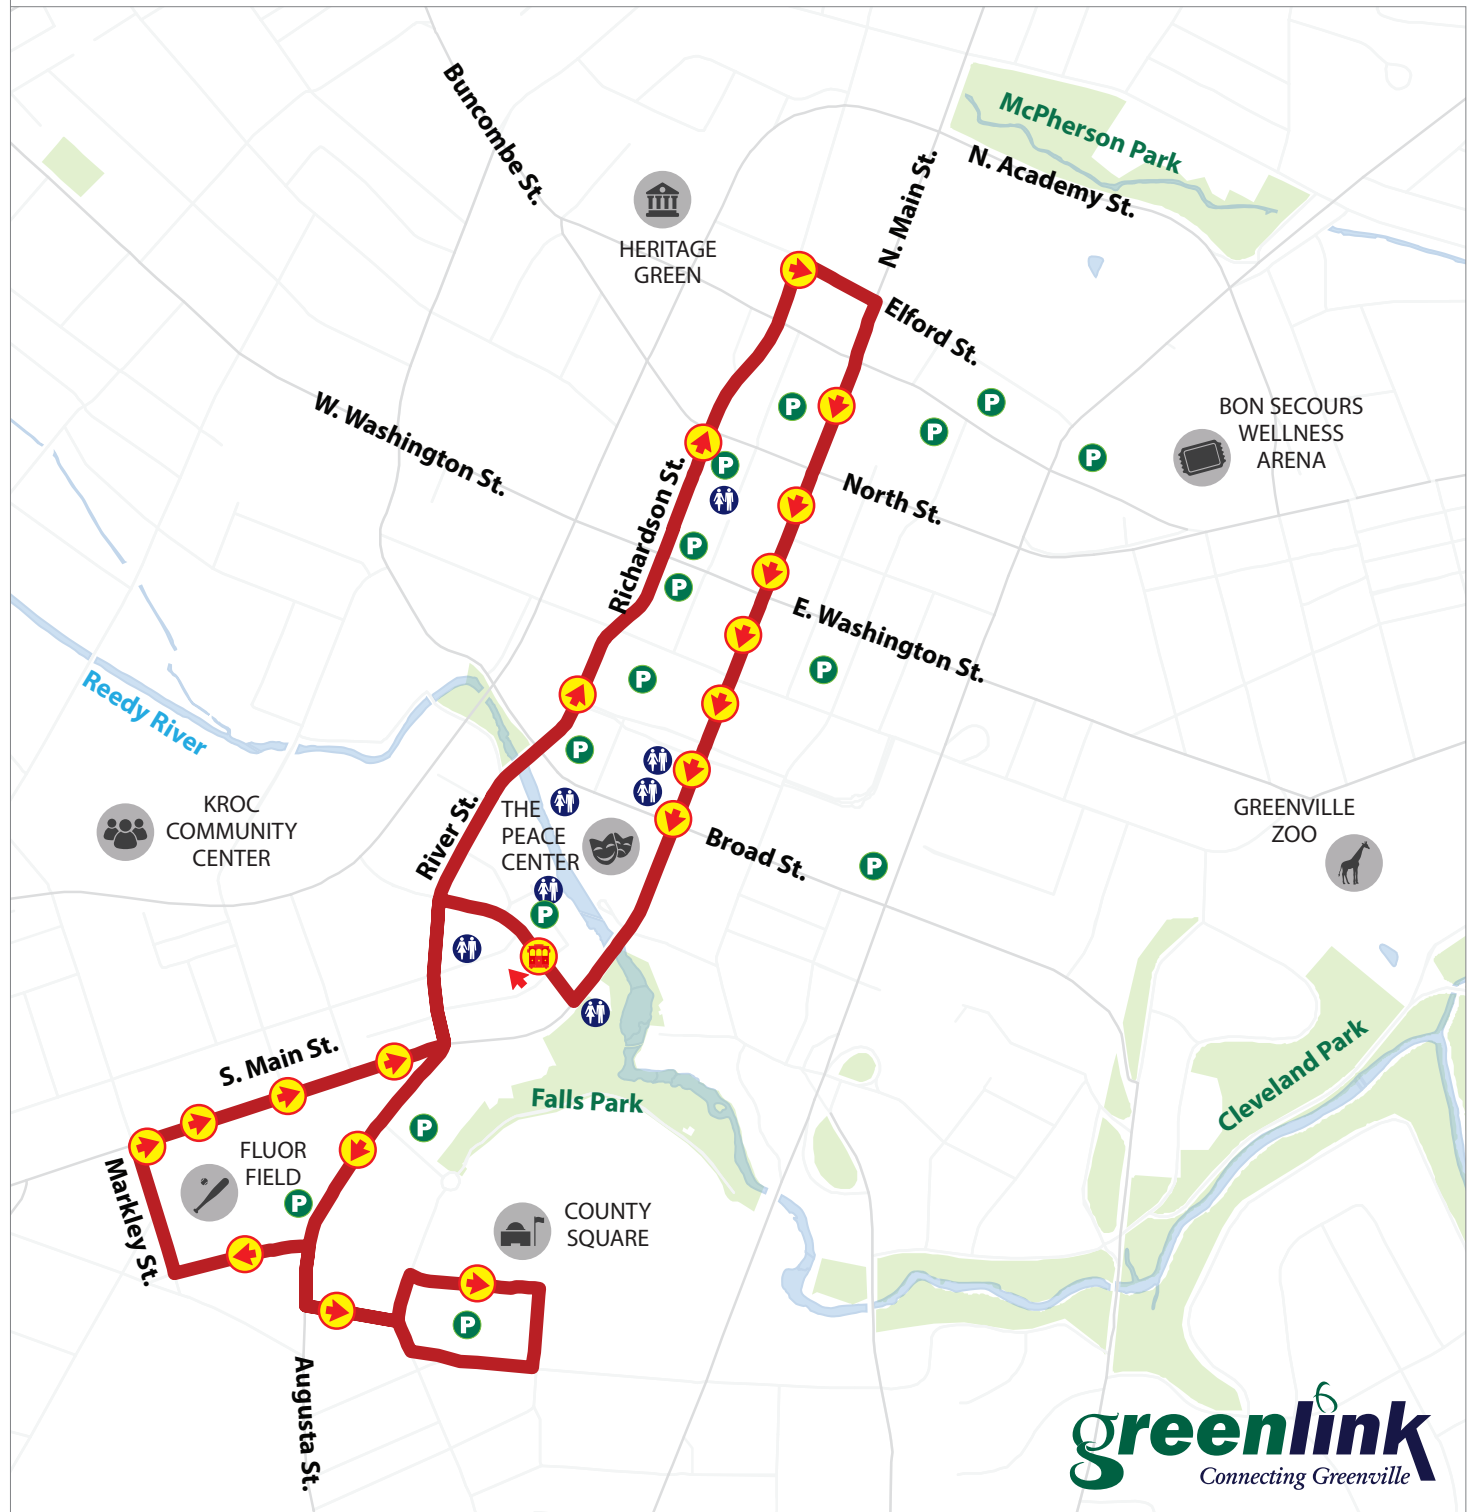 Buncombe St.
McPherson Park
N. Academy St.
N. Main St.
HERITAGE
GREEN
Elford St.
W. Washington St.
BON SECOURS
WELLNESS
ARENA
P
P
P
P
P
North St.
Richardson St.
P
P
E. Washington St.
P
P
Reedy River
P
KROC
COMMUNITY
CENTER
River St.
THE
PEACE
CENTER
Broad St.
GREENVILLE
ZOO
P
P
S. Main St.
Falls Park
Cleveland Park
P
Markley St.
FLUOR
FIELD
P
COUNTY
SQUARE
P
Augusta St.
greenlink
Connecting Greenville